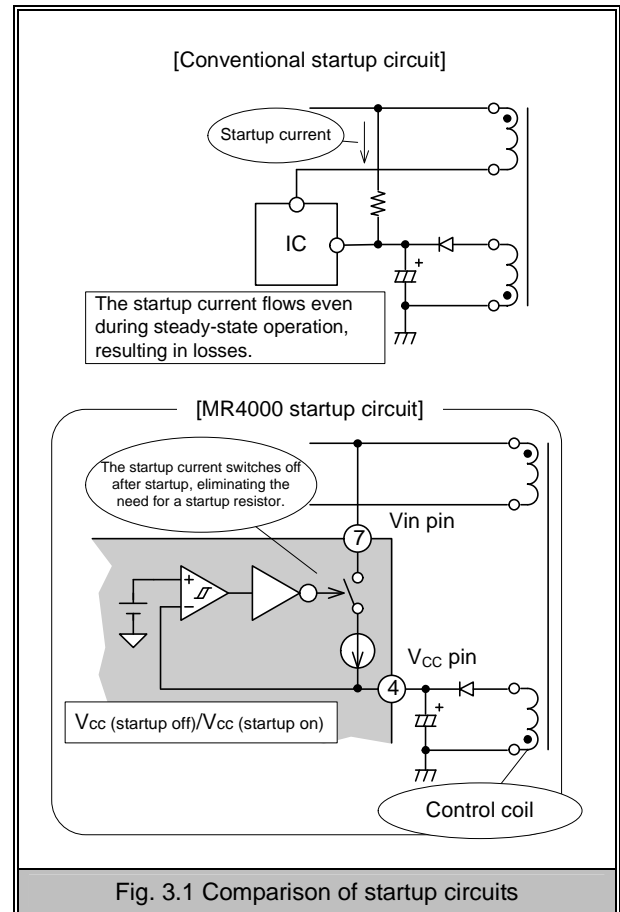 [Conventional startup circuit]
Startup current
IC
+
The startup current flows even
during steady-state operation,
resulting in losses.
[MR4000 startup circuit]
The startup current switches off
after startup, eliminating the
need for a startup resistor.
Vin pin
7
+
−
VCC pin
4
+
Vcc (startup off)/Vcc (startup on)
Control coil
Fig. 3.1 Comparison of startup circuits